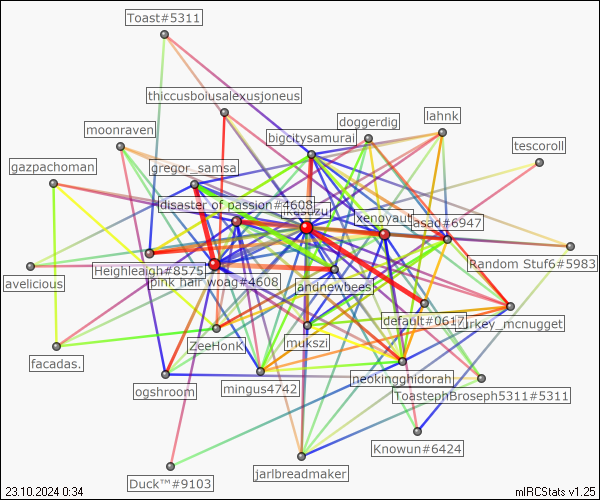 Toast#5311
thiccusboiusalexusjoneus
lahnk
doggerdig
moonraven
bigcitysamurai
tescoroll
gazpachoman
gregor_samsa
disaster of passion#4608
xenoyaut
asad#6947
Random Stuf6#5983
Heighleaigh#8575
pink hair woag#4608
jandnewbees
avelicious
default#0617
turkey_mcnugget
ZeeHonK
mukszi
facadas.
neokingghidorah
ogshroom
mingus4742
ToastephBroseph5311#5311
Knowun#6424
jarlbreadmaker
Duck™#9103
23.10.2024 0:34
mIRCStats v1.25